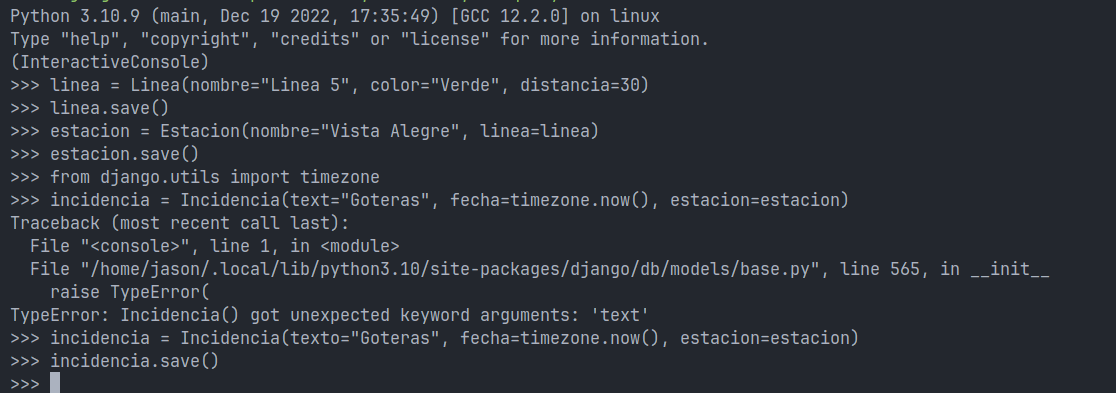 Python 3.10.9 (main, Dec 19 2022, 17:35:49) [GCC 12.2.0] on linux
Type "help", "copyright", "credits" or "license" for more information.
(InteractiveConsole)
>>> linea = Linea(nombre="Linea 5", color="Verde", distancia=30)
>>> linea.save()
>>> estacion = Estacion(nombre="Vista Alegre", linea=linea)
>>> estacion.save()
>>> from django.utils import timezone
>>> incidencia = Incidencia(text="Goteras", fecha=timezone.now(), estacion=estacion)
Traceback (most recent call last):
  File "<console>", line 1, in <module>
  File "/home/jason/.local/lib/python3.10/site-packages/django/db/models/base.py", line 565, in __init__
    raise TypeError(
TypeError: Incidencia() got unexpected keyword arguments: 'text'
>>> incidencia = Incidencia(texto="Goteras", fecha=timezone.now(), estacion=estacion)
>>> incidencia.save()
>>>